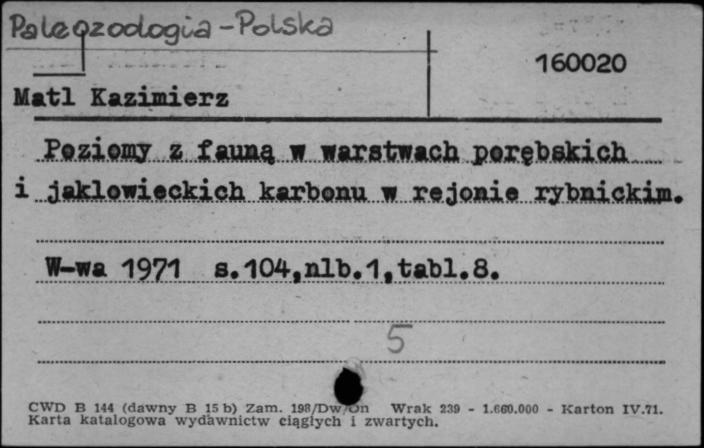 Paleozoologia - Polska
160020
Matl Kazimierz
Poziomy z fauną w warstwach porębskich
i jaklowieckich karbonu w rejonie rybnickim.
W-wa 1971 s.104,nlb.1,tabl.8.
5
CWD B 144 (dawny B 15 b) Zam. 198/Dw/Dn Wrak 239 - 1.660.000 - Karton IV.71.
Karta katalogowa wydawnictw ciągłych i zwartych.